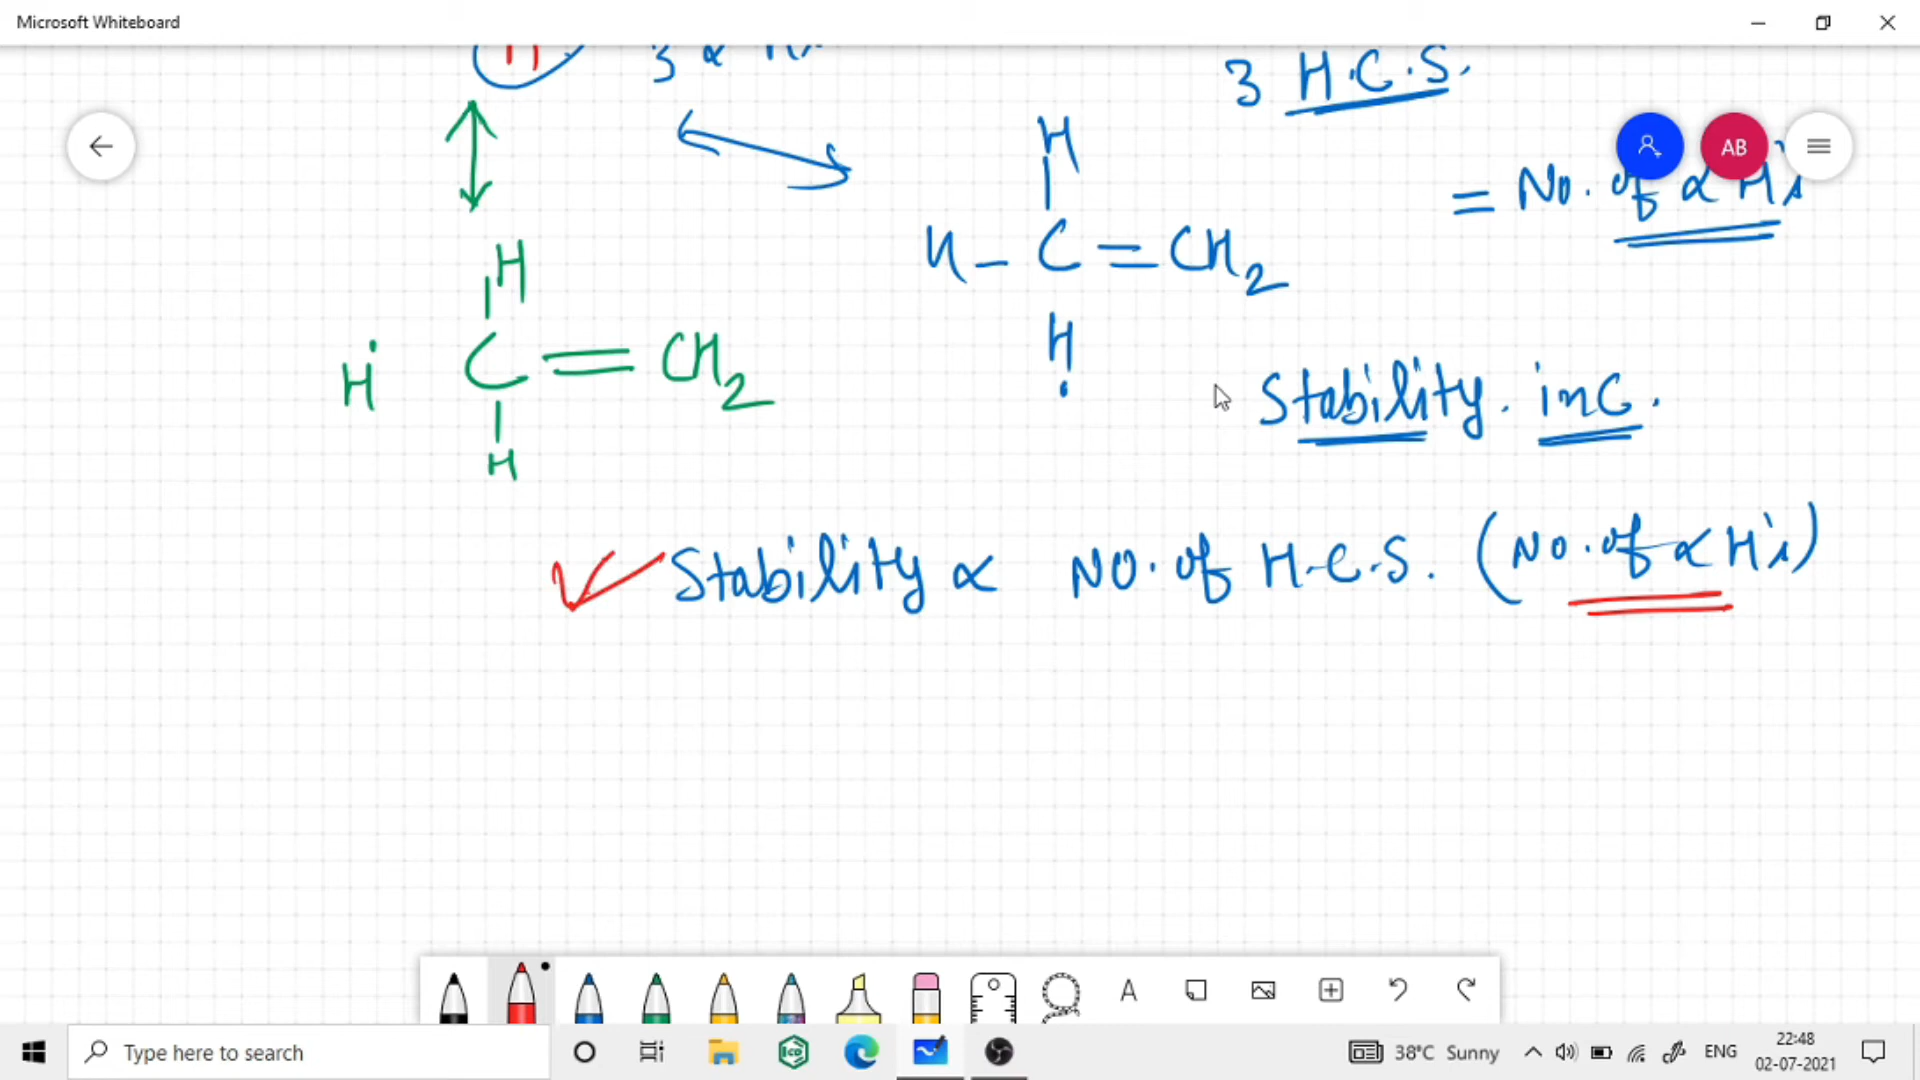 Microsoft Whiteboard
3 α H's
3 H.C.S.
AB
= No. of α H's
H
H - C = CH2
H
Ḣ C = CH2
H
H
Stability. inc.
Stability α NO. of H.C.S. (No. of α H's)
A
Type here to search
38°C Sunny
ENG
22:48
02-07-2021